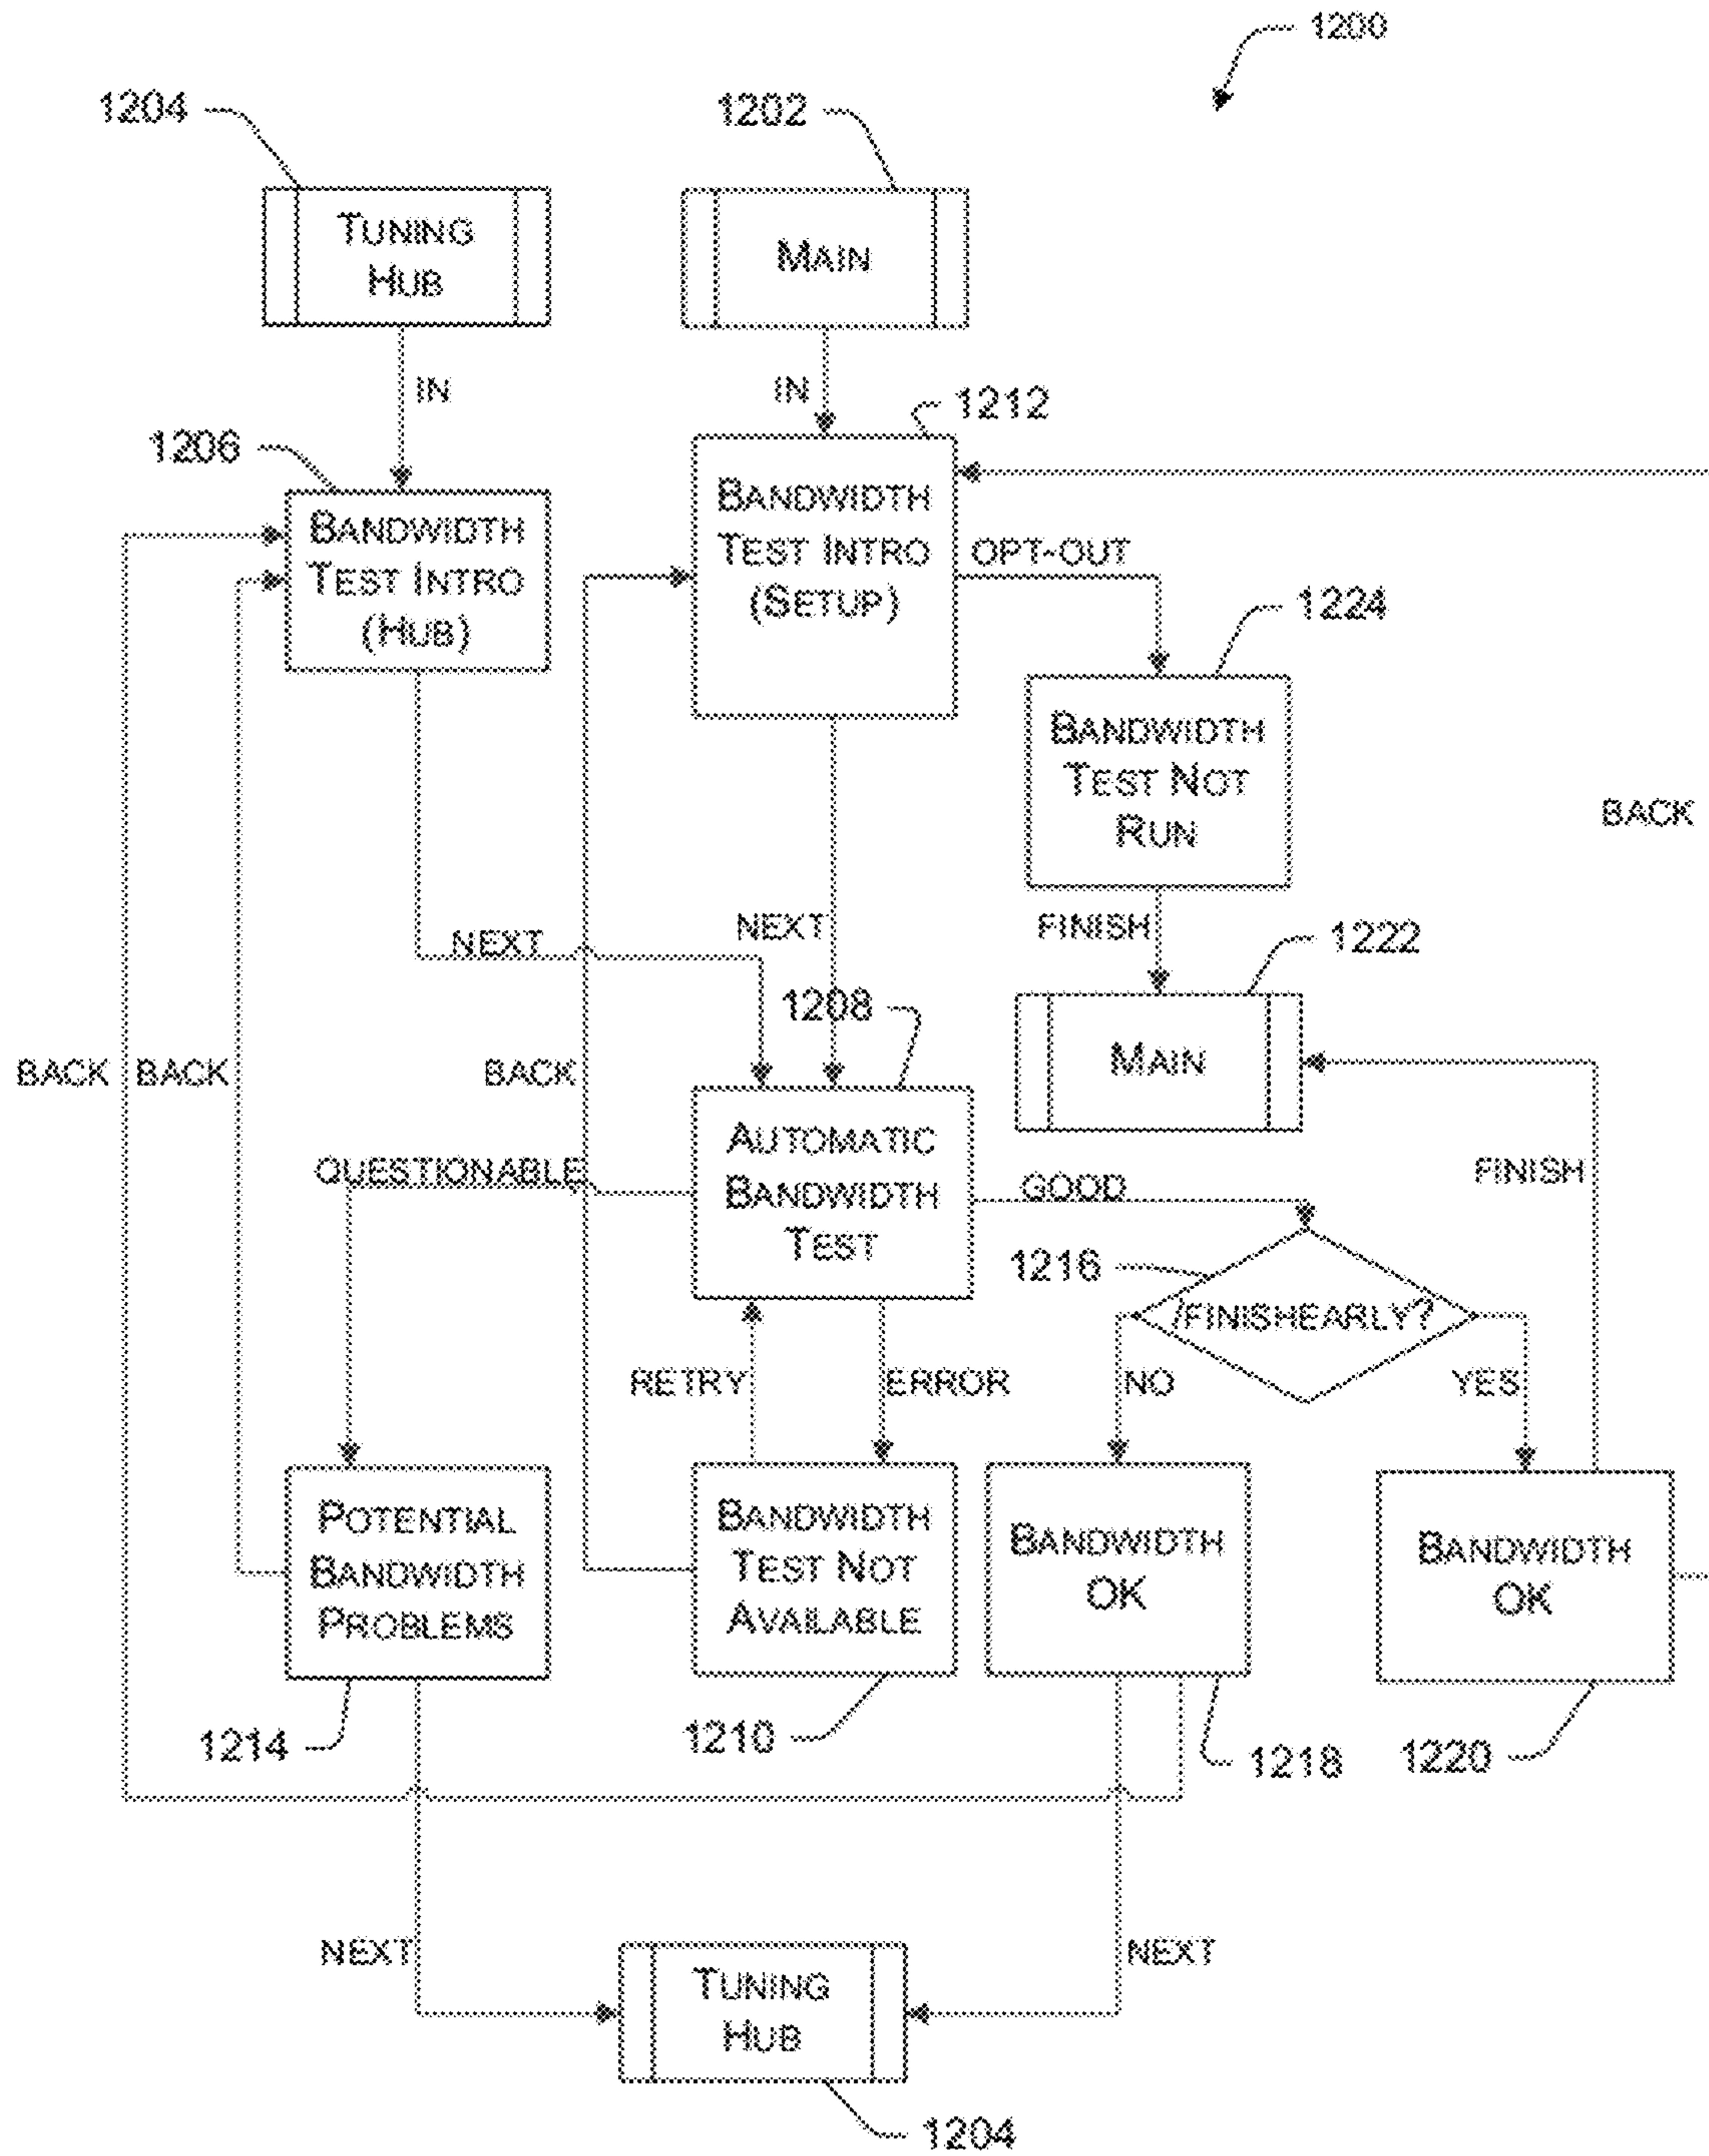 1200
1204
1202
TUNING
HUB
MAIN
IN
IN
1212
1206
BANDWIDTH
TEST INTRO
(HUB)
BANDWIDTH
TEST INTRO
(SETUP)
OPT-OUT
1224
BANDWIDTH
TEST NOT
RUN
BACK
NEXT
NEXT
FINISH
1222
1208
MAIN
BACK
BACK
BACK
AUTOMATIC
BANDWIDTH
TEST
QUESTIONABLE
GOOD
FINISH
1216
/FINISHEARLY?
RETRY
ERROR
NO
YES
POTENTIAL
BANDWIDTH
PROBLEMS
BANDWIDTH
TEST NOT
AVAILABLE
BANDWIDTH
OK
BANDWIDTH
OK
1214
1210
1218
1220
NEXT
NEXT
TUNING
HUB
1204